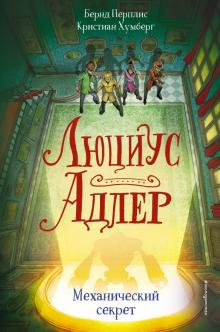 Бернд Перплис
Кристиан Хумберг
Люциус
Адлер
Механический
секрет